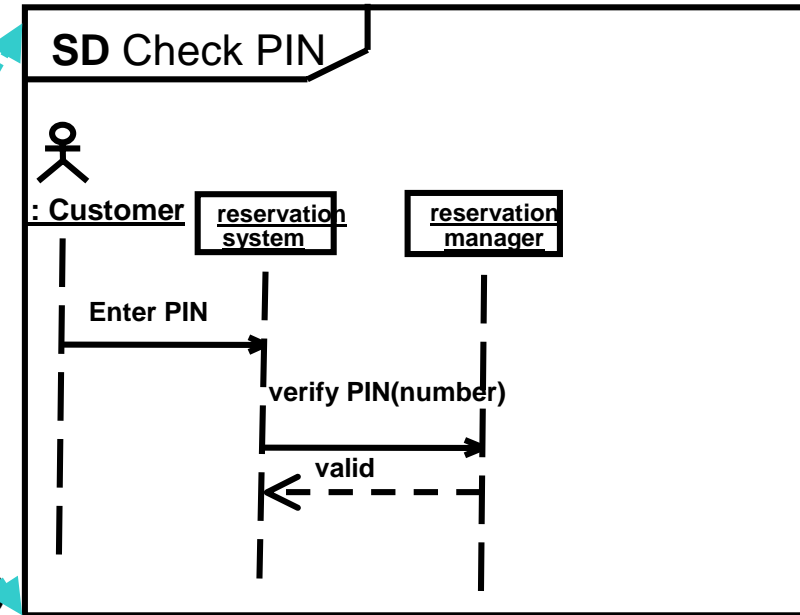 SD Check PIN
: Customer
reservation
system
reservation
manager
Enter PIN
verify PIN(number)
valid